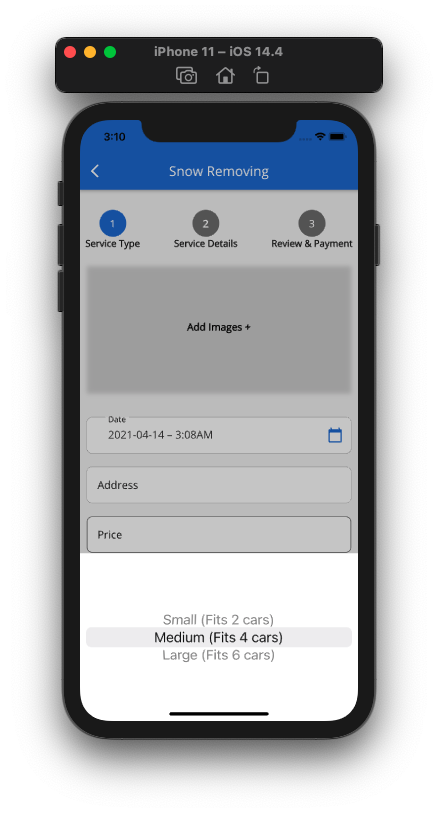 iPhone 11 – iOS 14.4
3:10
Snow Removing
1
2
3
Service Type
Service Details
Review & Payment
Add Images +
Date
2021-04-14 – 3:08AM
Address
Price
Small (Fits 2 cars)
Medium (Fits 4 cars)
Large (Fits 6 cars)